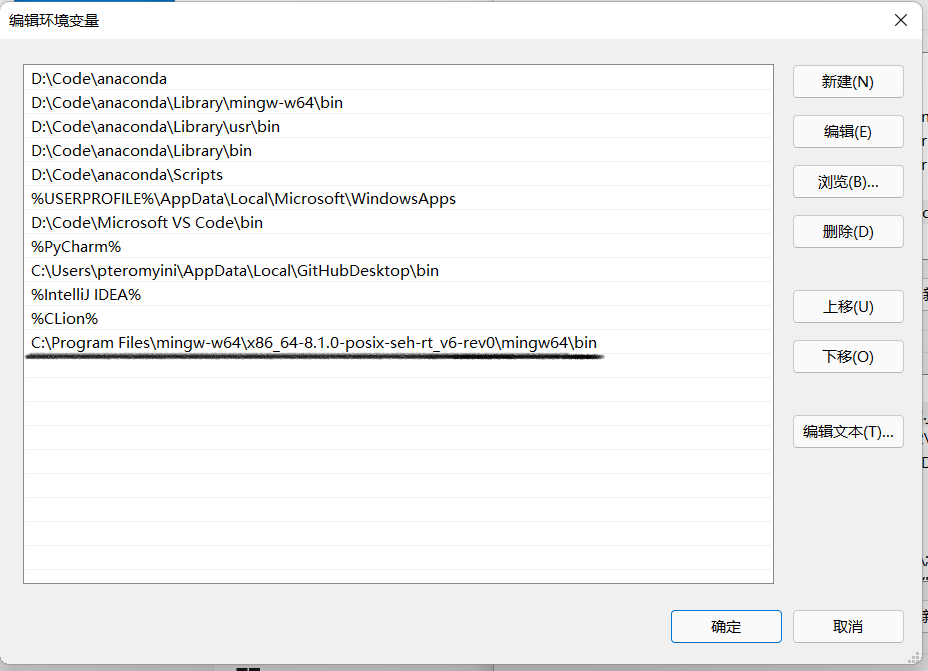 编辑环境变量
D:\Code\anaconda
D:\Code\anaconda\Library\mingw-w64\bin
D:\Code\anaconda\Library\usr\bin
D:\Code\anaconda\Library\bin
D:\Code\anaconda\Scripts
%USERPROFILE%\AppData\Local\Microsoft\WindowsApps
D:\Code\Microsoft VS Code\bin
%PyCharm%
C:\Users\pteromyini\AppData\Local\GitHubDesktop\bin
%IntelliJ IDEA%
%CLion%
C:\Program Files\mingw-w64\x86_64-8.1.0-posix-seh-rt_v6-rev0\mingw64\bin
新建(N)
编辑(E)
浏览(B)...
删除(D)
上移(U)
下移(O)
编辑文本(T)...
确定
取消